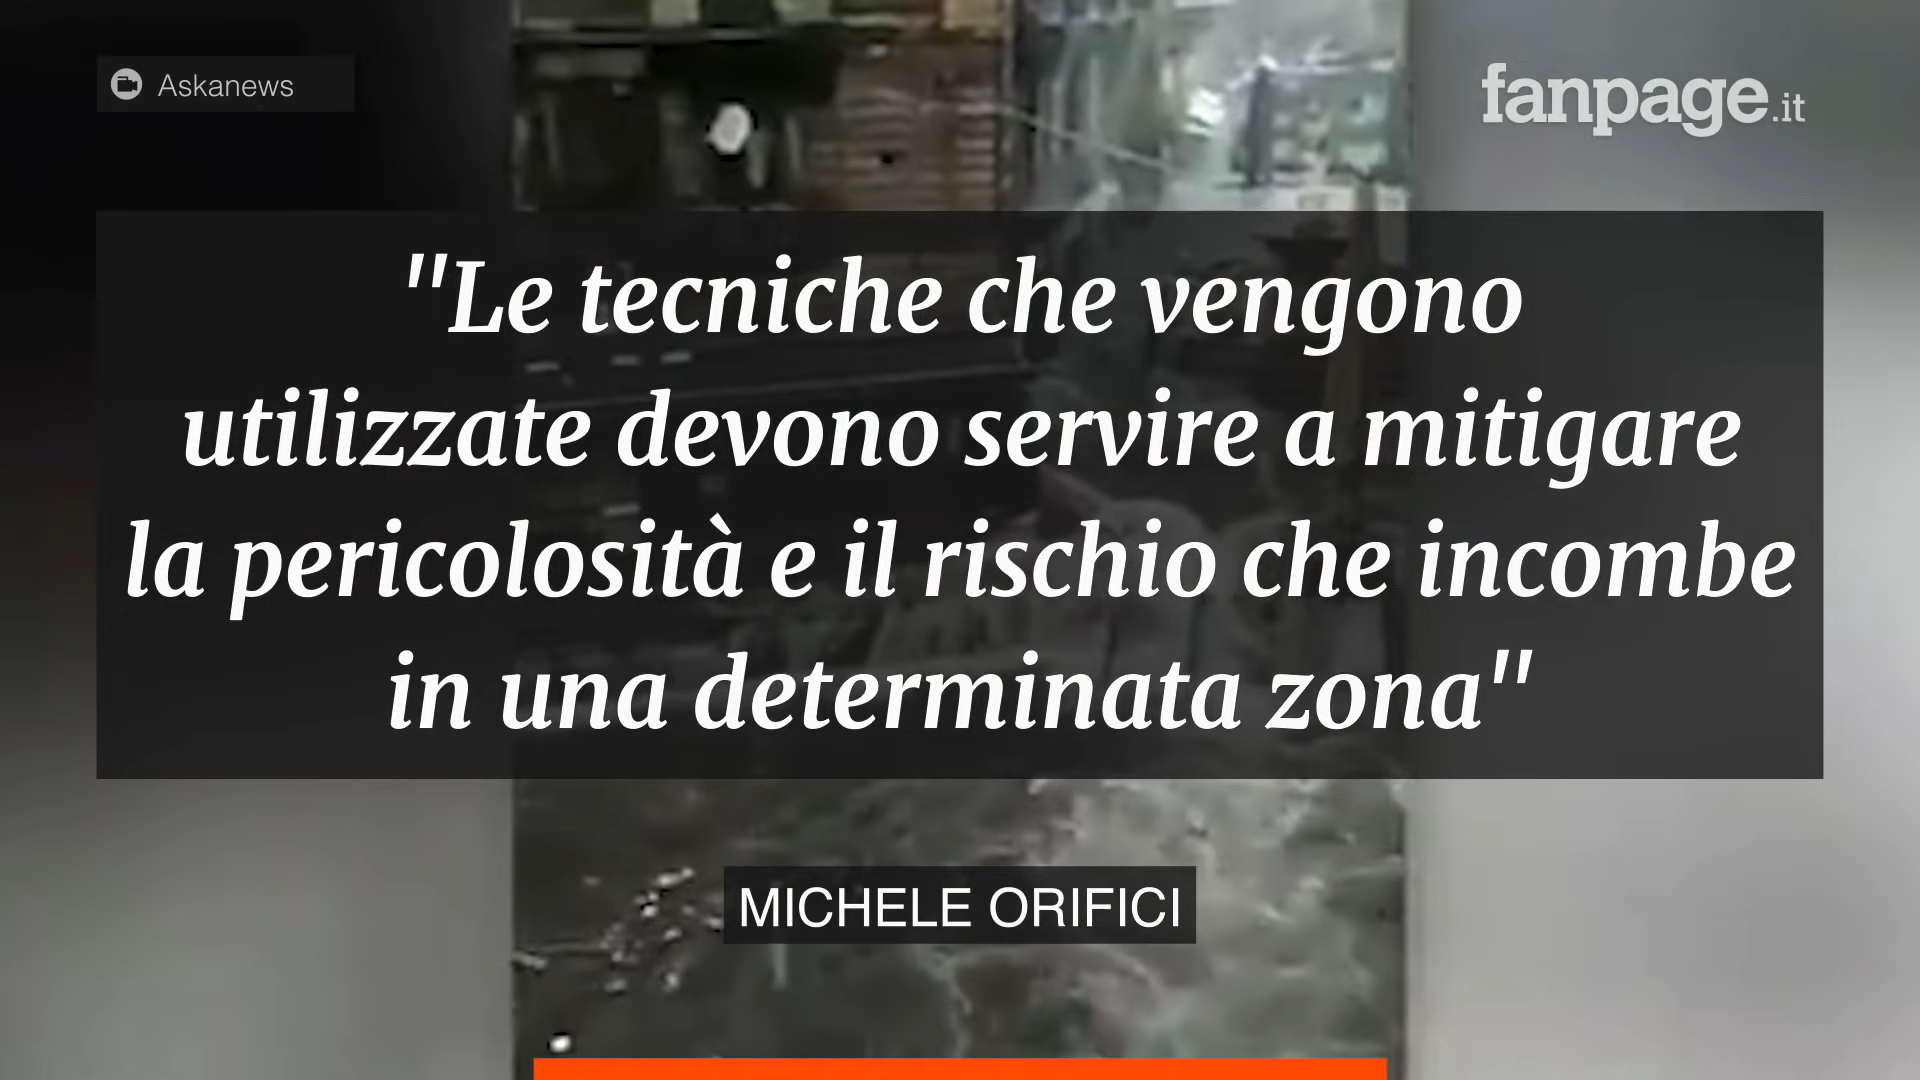 Askanews
fanpage.it
"Le tecniche che vengono
utilizzate devono servire a mitigare
la pericolosità e il rischio che incombe
in una determinata zona"
MICHELE ORIFICI